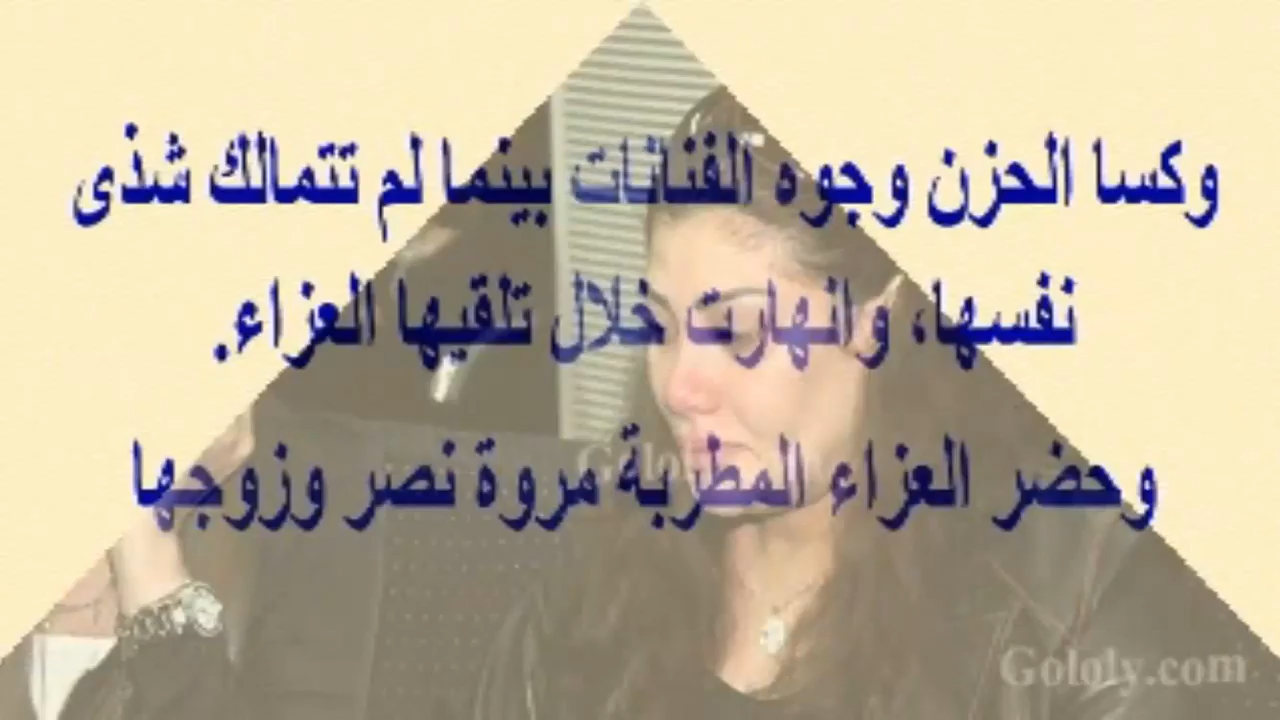 وكسا الحزن وجوه الفنانات بينما لم تتمالك شذى
نفسها، وانهارت خلال تلقيها العزاء.
وحضر العزاء المطربة مروة نصر وزوجها
Gololy
Gololy.com